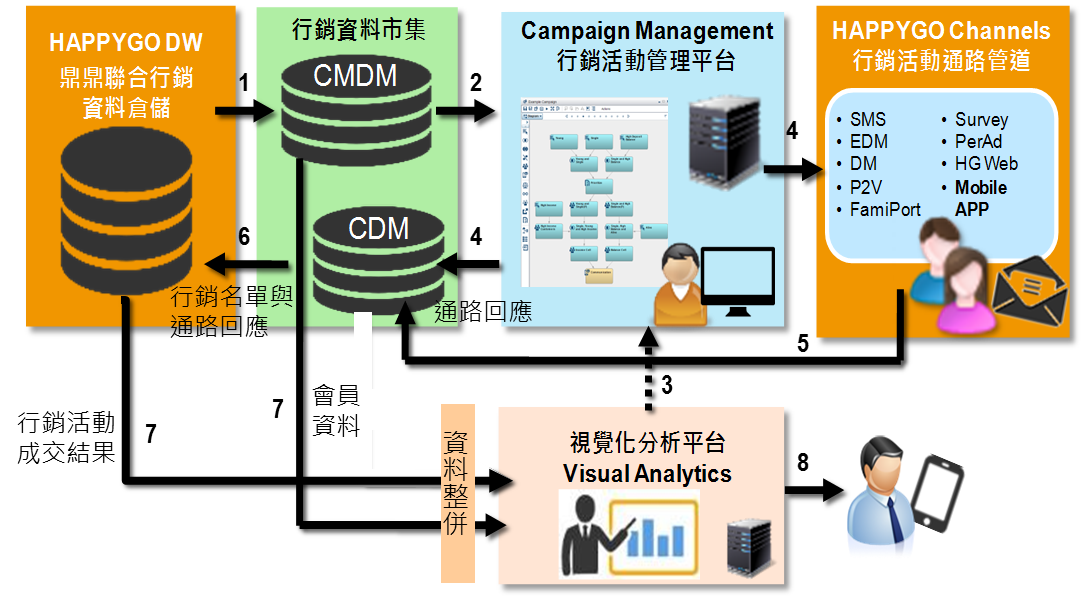 HAPPYGO DW
鼎鼎聯合行銷
資料倉儲
1
行銷資料市集
CMDM
CDM
2
Campaign Management
行銷活動管理平台
4
HAPPYGO Channels
行銷活動通路管道
• SMS
• EDM
• DM
• P2V
• FamiPort
• Survey
• PerAd
• HG Web
• Mobile
APP
6
4
行銷名單與
通路回應
通路回應
5
3
行銷活動
成交結果
7
7
會員
資料
資料整併
視覺化分析平台
Visual Analytics
8